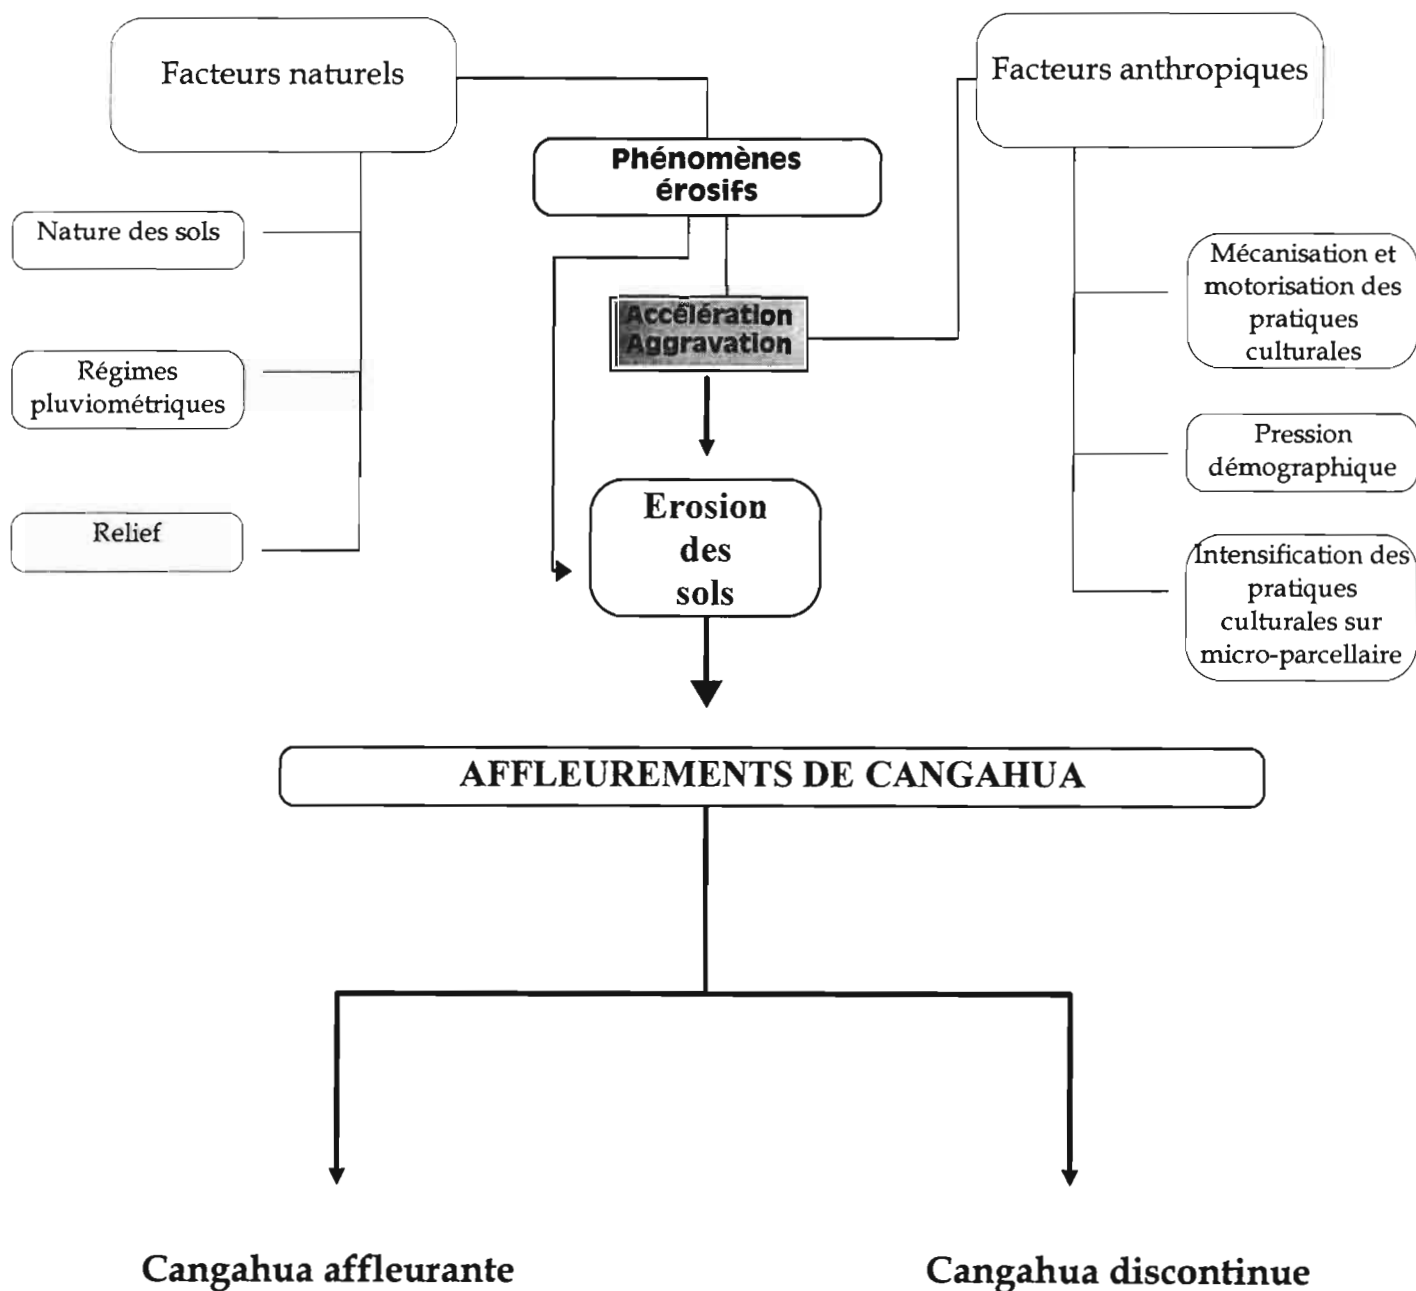 Facteurs naturels
Facteurs anthropiques
Phénomènes
érosifs
Nature des sols
Régimes
pluviométriques
Relief
Accélération
Aggravation
Mécanisation et
motorisation des
pratiques
culturales
Pression
démographique
Intensification des
pratiques
culturales sur
micro-parcellaire
Erosion
des
sols
AFFLEUREMENTS DE CANGAHUA
Cangahua affleurante
Cangahua discontinue